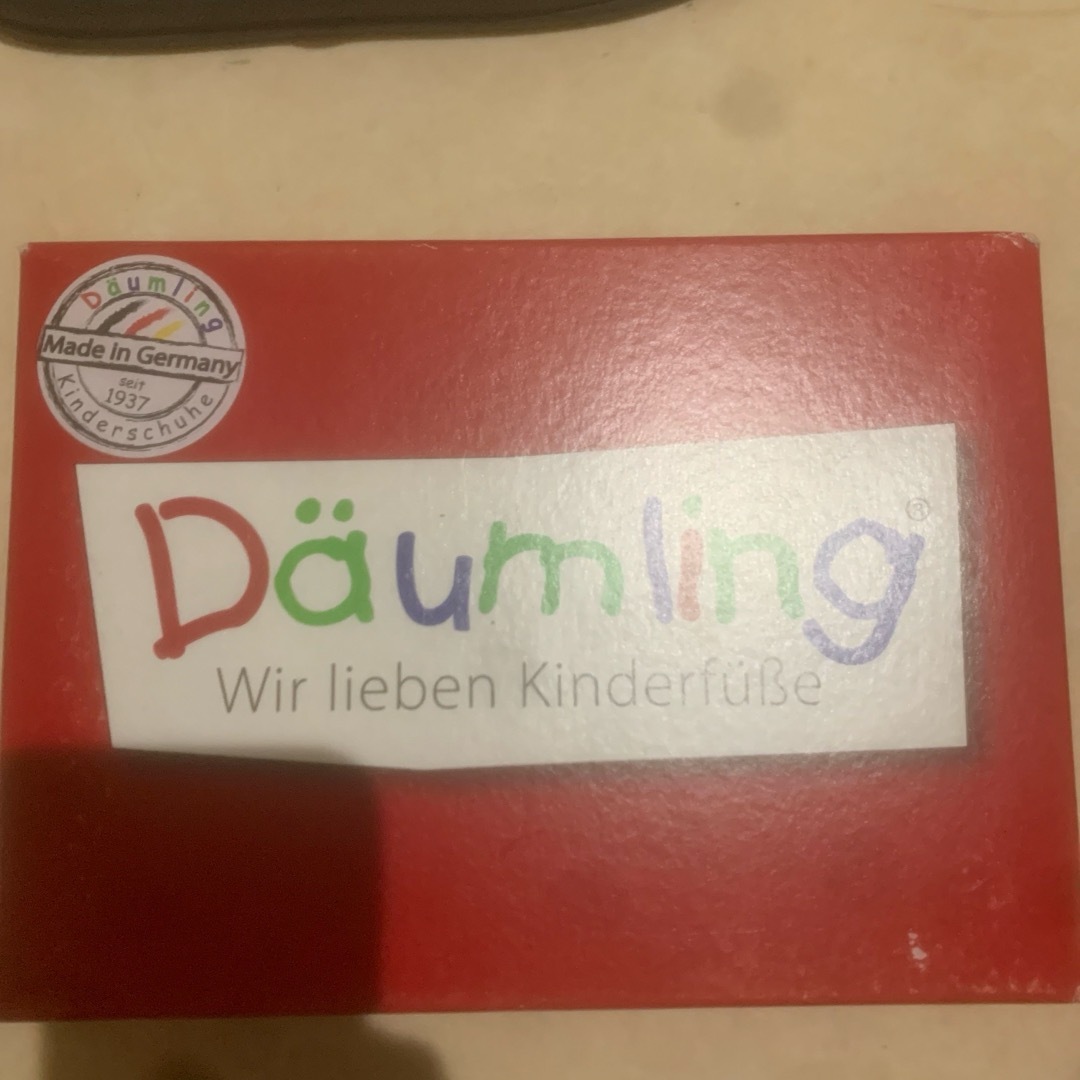 Däumling
Made in Germany
seit
1937
Kinderschuhe
Däumling®
Wir lieben Kinderfüße